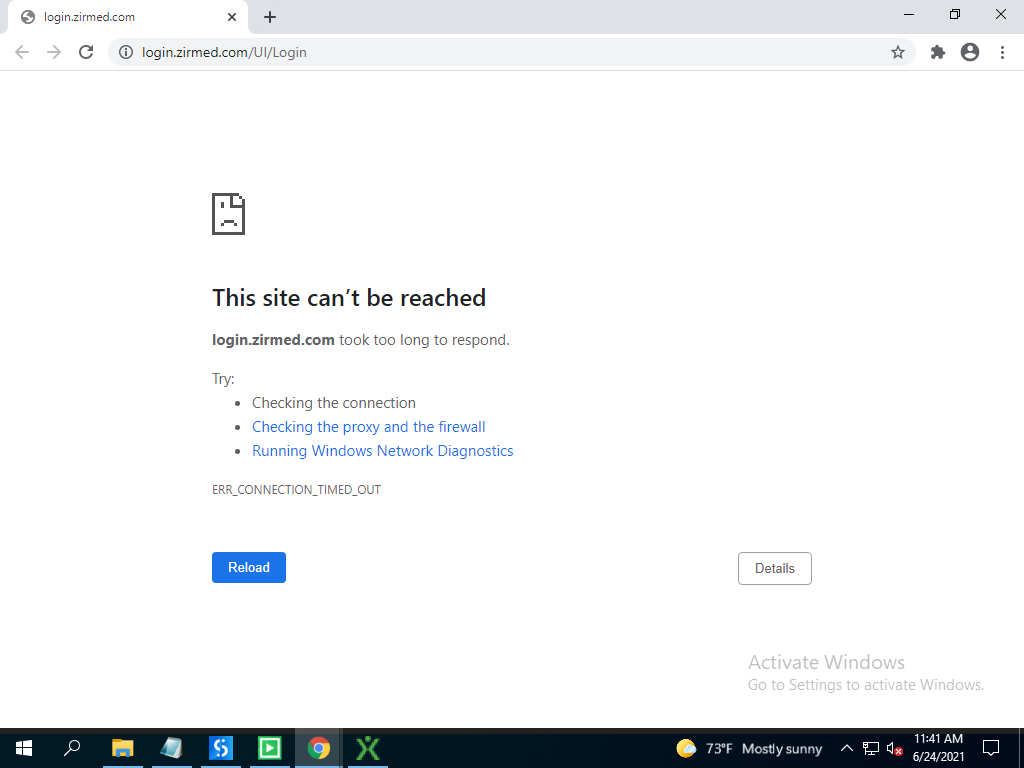 login.zirmed.com
login.zirmed.com/UI/Login
This site can’t be reached
login.zirmed.com took too long to respond.
Try:
Checking the connection
Checking the proxy and the firewall
Running Windows Network Diagnostics
ERR_CONNECTION_TIMED_OUT
Reload
Details
Activate Windows
Go to Settings to activate Windows.
73°F Mostly sunny
11:41 AM
6/24/2021